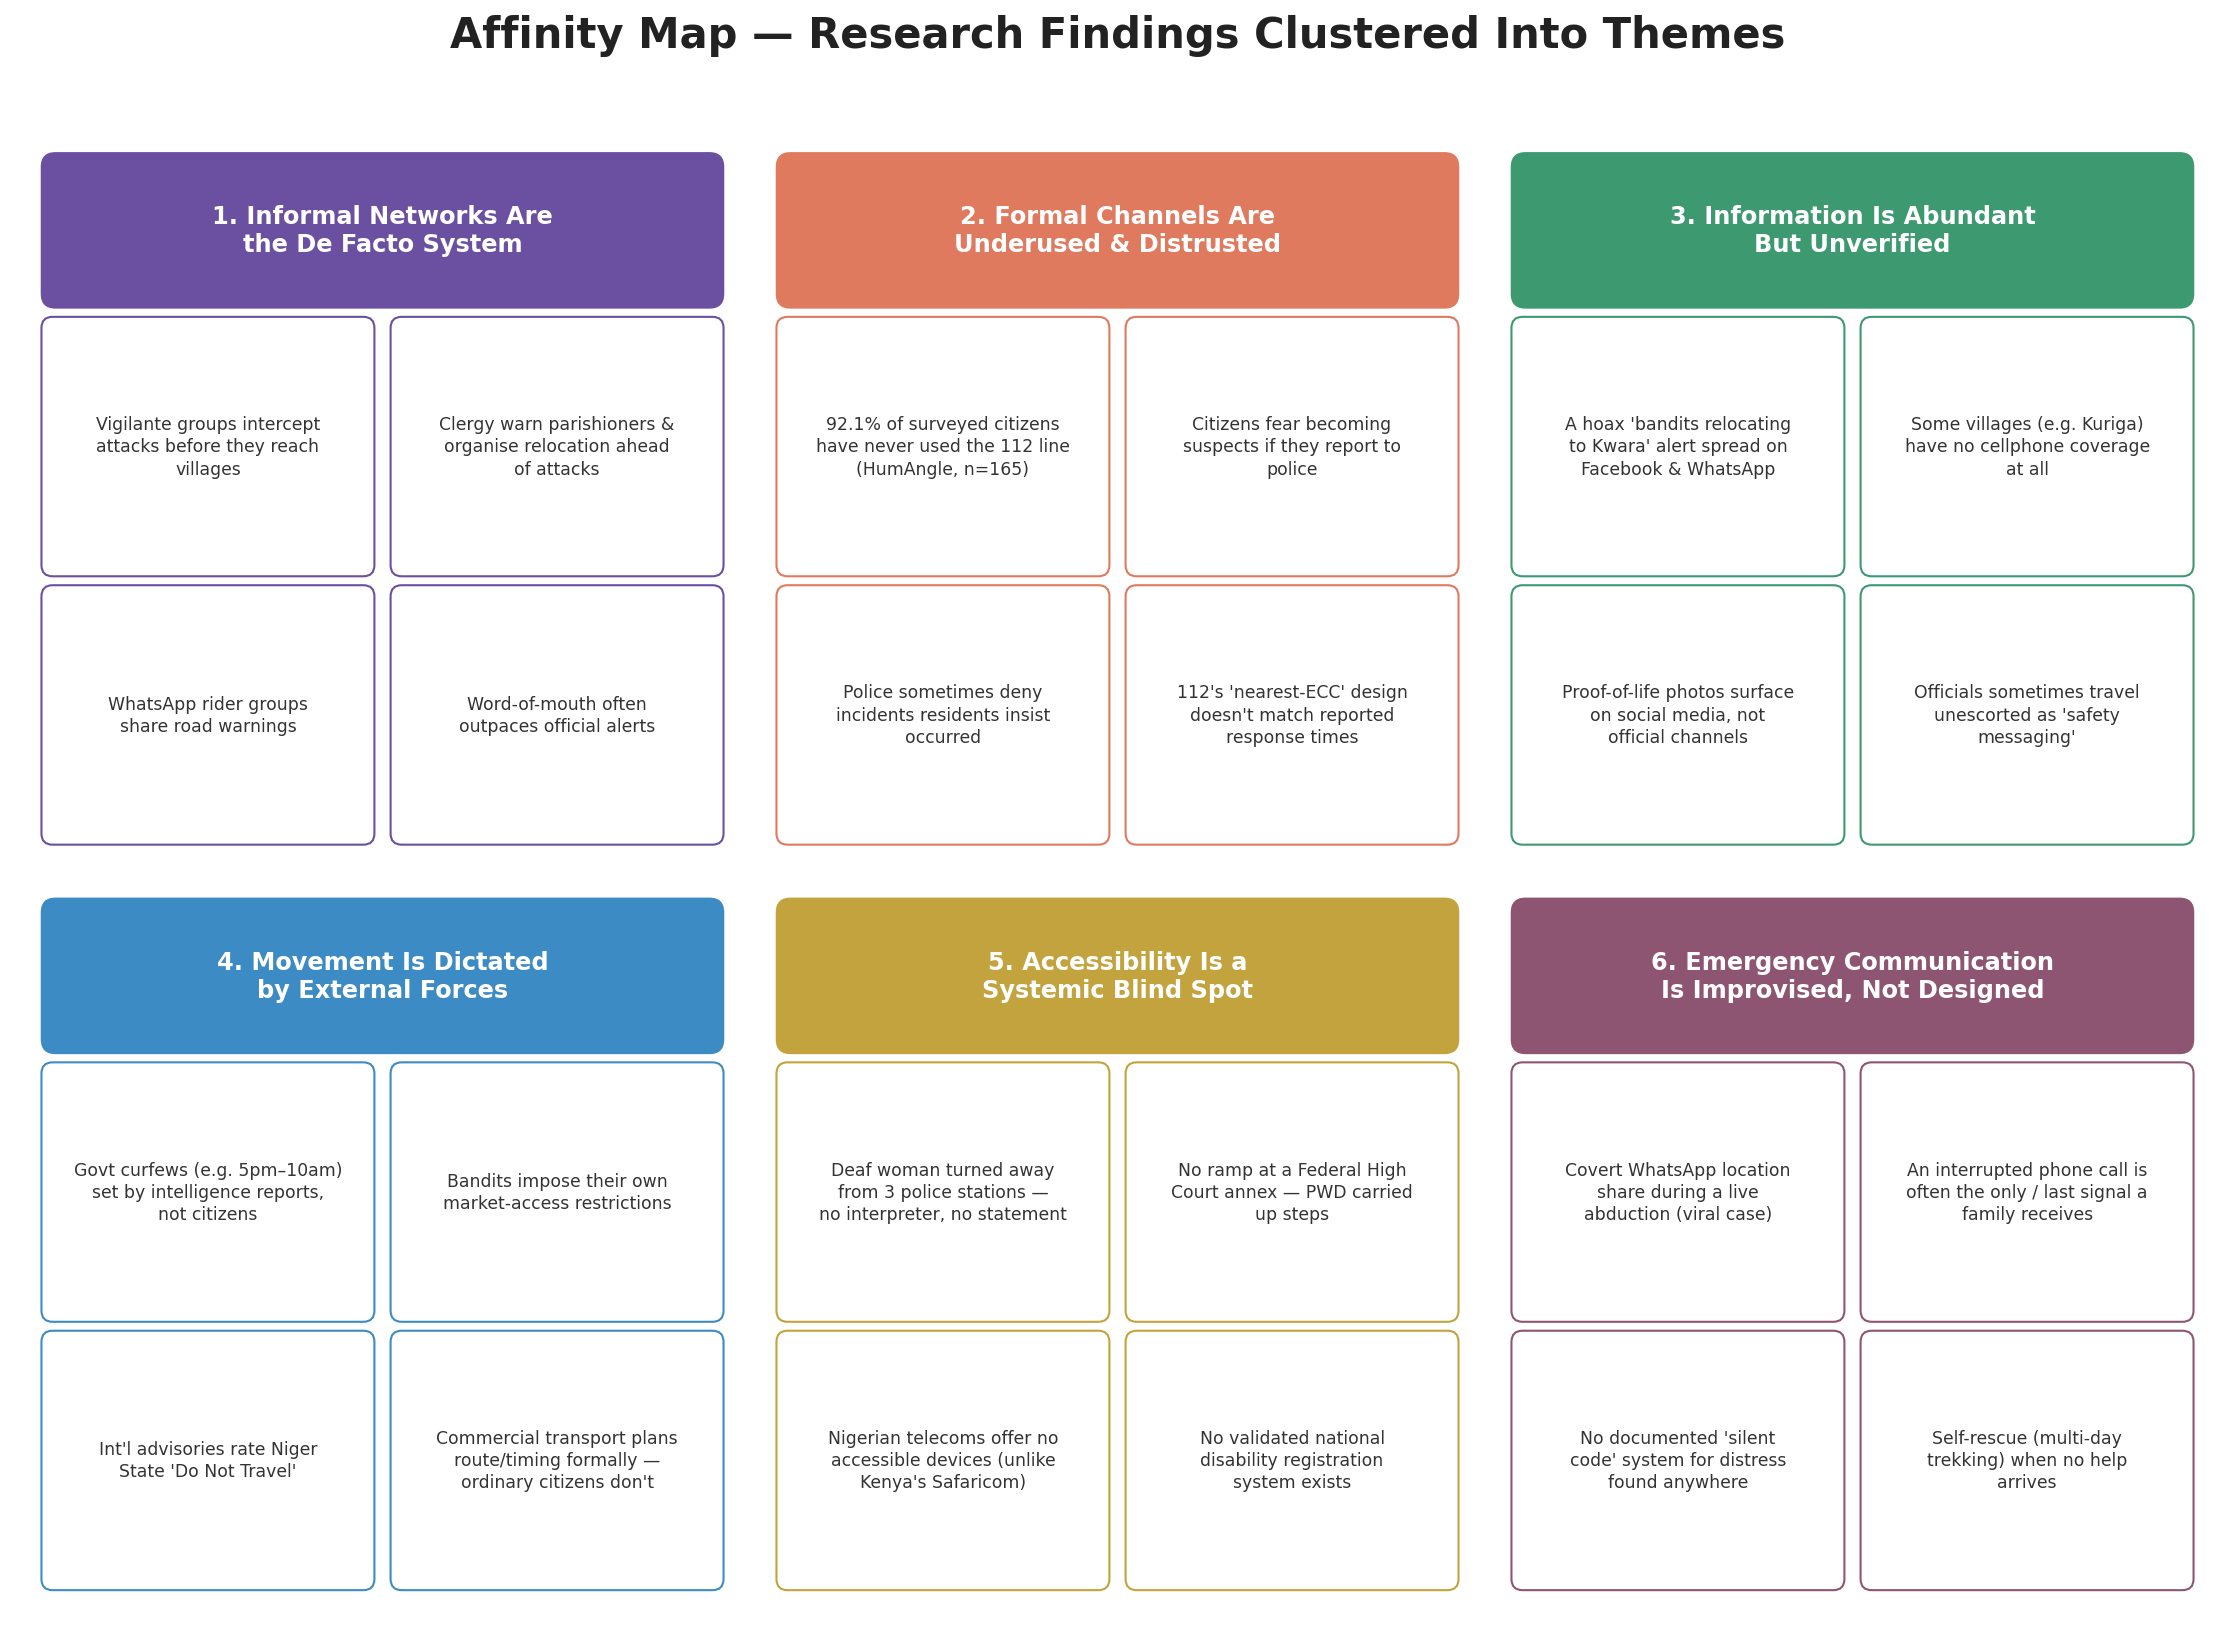 Affinity Map — Research Findings Clustered Into Themes
1. Informal Networks Are
the De Facto System
Vigilante groups intercept
attacks before they reach
villages
Clergy warn parishioners &
organise relocation ahead
of attacks
WhatsApp rider groups
share road warnings
Word-of-mouth often
outpaces official alerts
2. Formal Channels Are
Underused & Distrusted
92.1% of surveyed citizens
have never used the 112 line
(HumAngle, n=165)
Citizens fear becoming
suspects if they report to
police
Police sometimes deny
incidents residents insist
occurred
112's 'nearest-ECC' design
doesn't match reported
response times
3. Information Is Abundant
But Unverified
A hoax 'bandits relocating
to Kwara' alert spread on
Facebook & WhatsApp
Some villages (e.g. Kuriga)
have no cellphone coverage
at all
Proof-of-life photos surface
on social media, not
official channels
Officials sometimes travel
unescorted as 'safety
messaging'
4. Movement Is Dictated
by External Forces
Govt curfews (e.g. 5pm–10am)
set by intelligence reports,
not citizens
Bandits impose their own
market-access restrictions
Int'l advisories rate Niger
State 'Do Not Travel'
Commercial transport plans
route/timing formally —
ordinary citizens don't
5. Accessibility Is a
Systemic Blind Spot
Deaf woman turned away
from 3 police stations —
no interpreter, no statement
No ramp at a Federal High
Court annex — PWD carried
up steps
Nigerian telecoms offer no
accessible devices (unlike
Kenya's Safaricom)
No validated national
disability registration
system exists
6. Emergency Communication
Is Improvised, Not Designed
Covert WhatsApp location
share during a live
abduction (viral case)
An interrupted phone call is
often the only / last signal a
family receives
No documented 'silent
code' system for distress
found anywhere
Self-rescue (multi-day
trekking) when no help
arrives